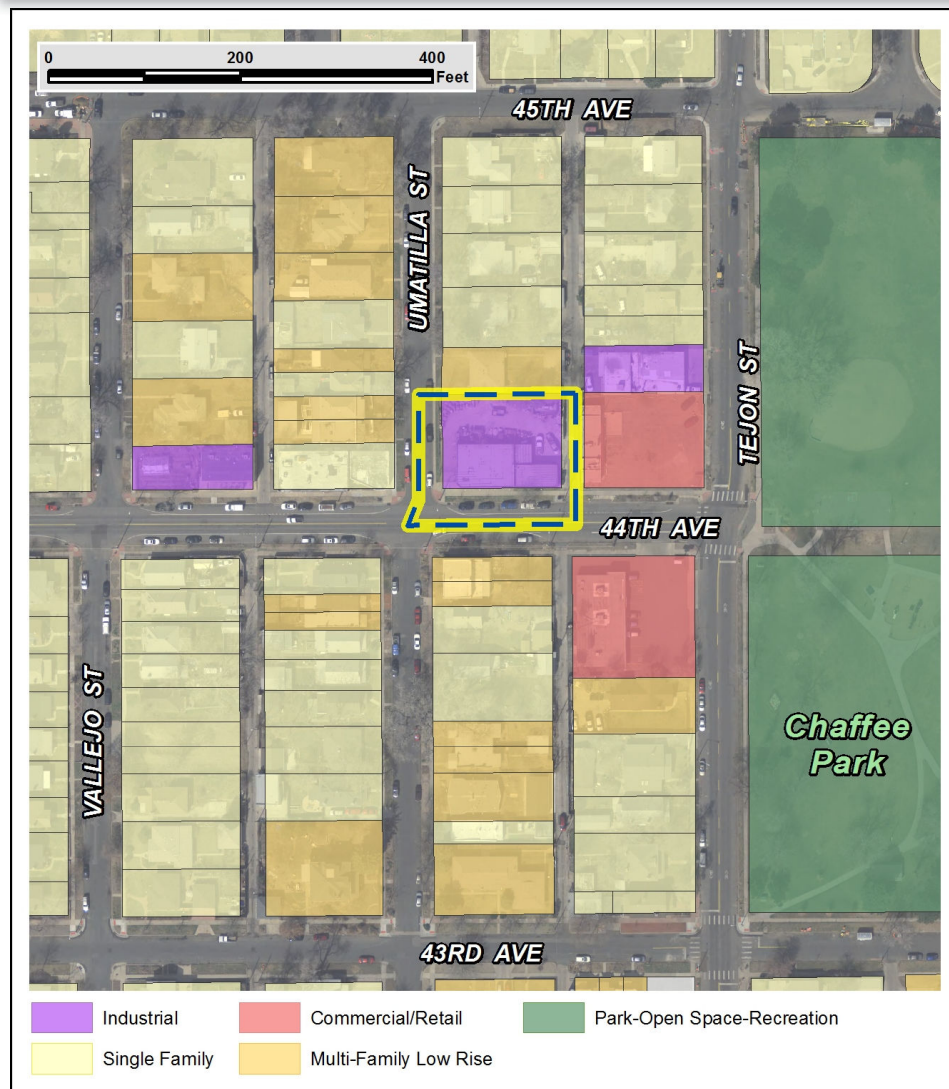 0 200 400
Feet
45TH AVE
UMATILLA ST
TEJON ST
44TH AVE
VALLEJO ST
Chaffee
Park
43RD AVE
Industrial
Commercial/Retail
Park-Open Space-Recreation
Single Family
Multi-Family Low Rise